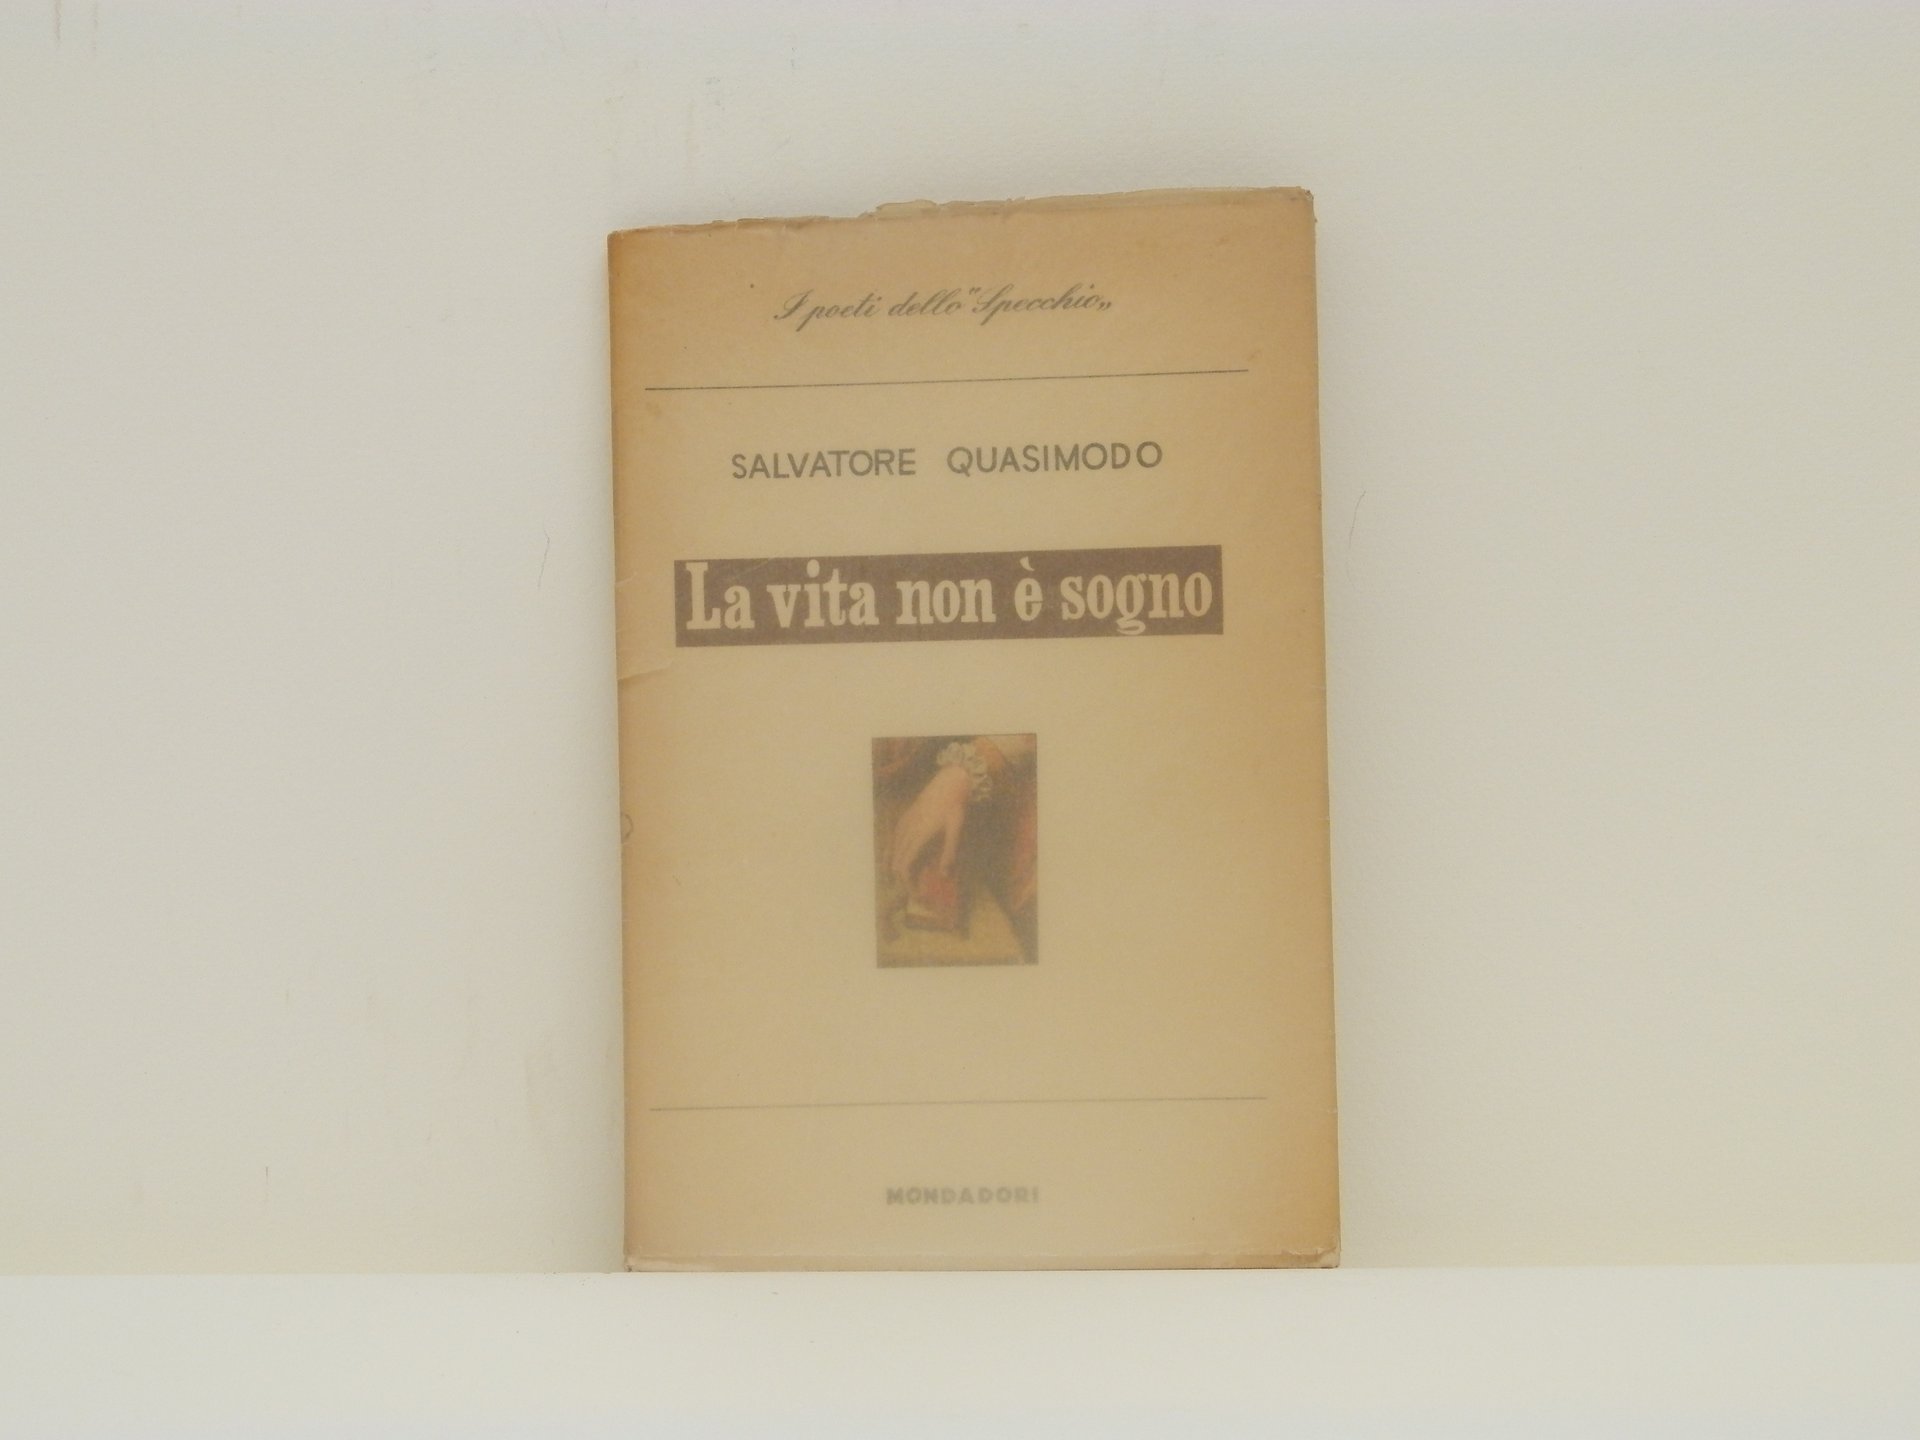 I poeti dello "Specchio„
SALVATORE QUASIMODO
La vita non è sogno
MONDADORI